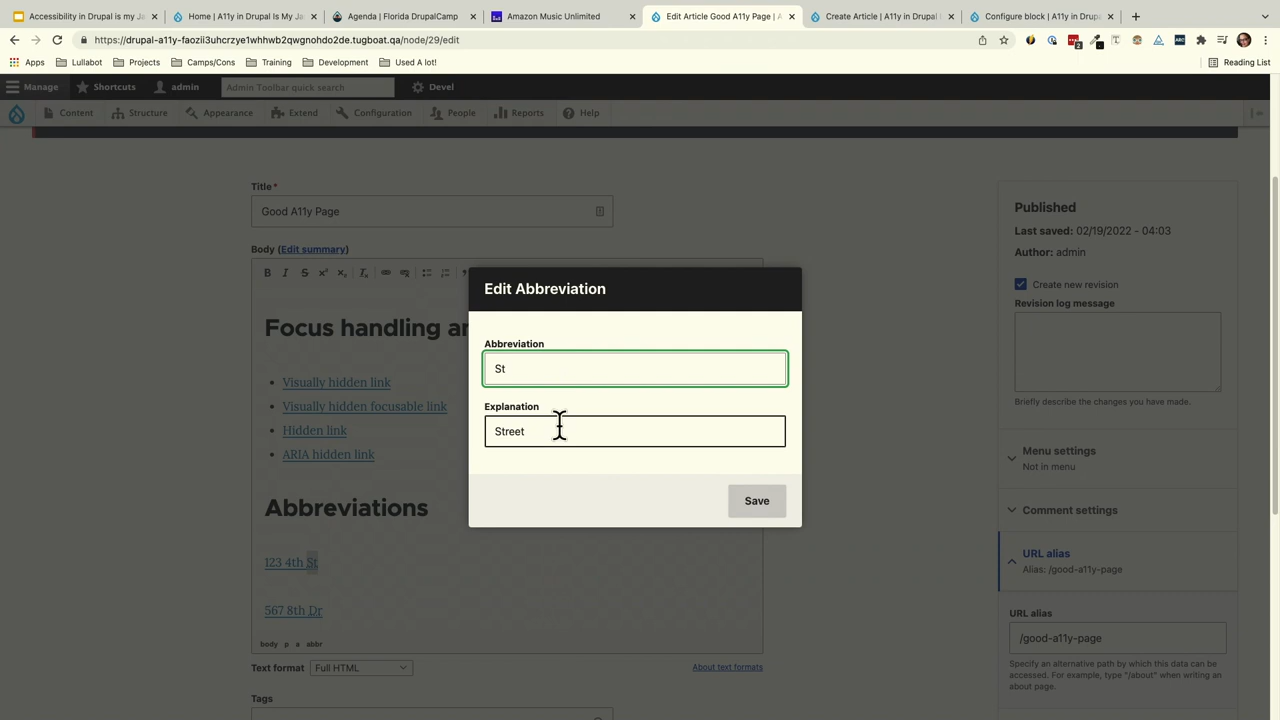 Accessibility in Drupal is my Ja
Home | A11y in Drupal Is My Ja
Agenda | Florida DrupalCamp
Amazon Music Unlimited
Edit Article Good A11y Page | A
Create Article | A11y in Drupal I
Configure block | A11y in Drupa
https://drupal-a11y-faozii3uhcrzye1whhwb2qwgnohdo2de.tugboat.qa/node/29/edit
Apps
Lullabot
Projects
Camps/Cons
Training
Development
Used A lot!
Reading List
Manage
Shortcuts
admin
Admin Toolbar quick search
Devel
Content
Structure
Appearance
Extend
Configuration
People
Reports
Help
Title*
Good A11y Page
Body (Edit summary)
Focus handling an
Visually hidden link
Visually hidden focusable link
Hidden link
ARIA hidden link
Abbreviations
123 4th St
567 8th Dr
body p a abbr
Text format
Full HTML
About text formats
Tags
Edit Abbreviation
Abbreviation
St
Explanation
Street
Save
Published
Last saved: 02/19/2022 - 04:03
Author: admin
Create new revision
Revision log message
Briefly describe the changes you have made.
Menu settings
Not in menu
Comment settings
URL alias
Alias: /good-a11y-page
URL alias
/good-a11y-page
Specify an alternative path by which this data can be
accessed. For example, type "/about" when writing an
about page.